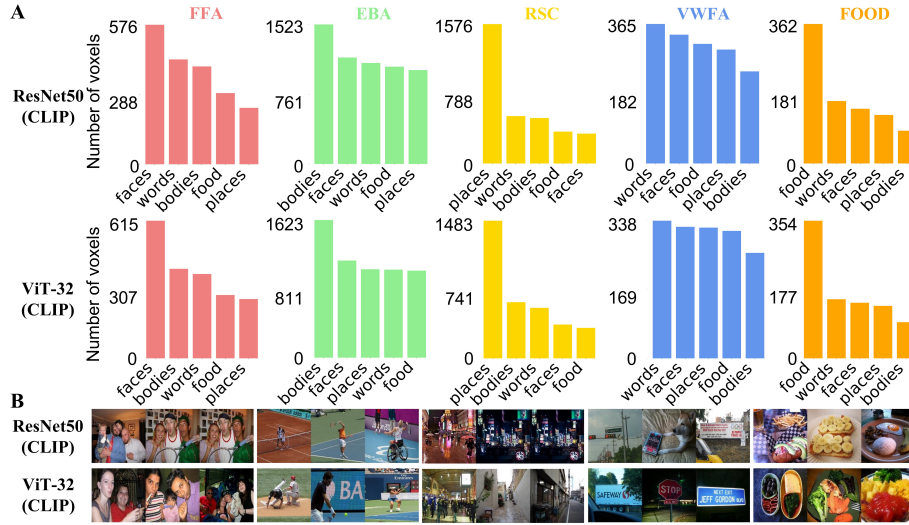 A
FFA EBA RSC VWFA FOOD
ResNet50
(CLIP)
Number of voxels
576
288
0
faces words bodies food places
1523
761
0
bodies faces words food places
1576
788
0
places words bodies food faces
365
182
0
words faces food places bodies
362
181
0
food words faces places bodies
ViT-32
(CLIP)
Number of voxels
615
307
0
faces bodies words food places
1623
811
0
bodies faces places words food
1483
741
0
places bodies words faces food
338
169
0
words faces places food bodies
354
177
0
food words faces places bodies
B
ResNet50
(CLIP)
ViT-32
(CLIP)
BA
SAFEWAY
STOP
NEXT EXIT
JEFF GORDON
BLVD